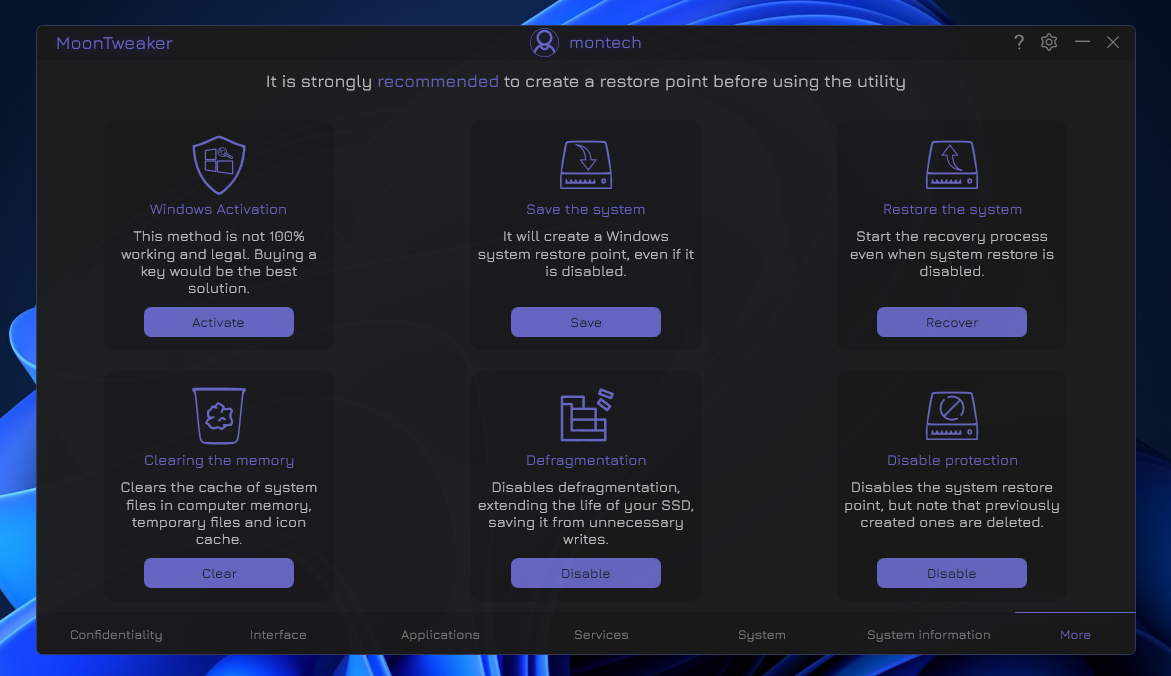 MoonTweaker
montech
?
It is strongly recommended to create a restore point before using the utility
Windows Activation
This method is not 100%
working and legal. Buying a
key would be the best
solution.
Activate
Save the system
It will create a Windows
system restore point, even if it
is disabled.
Save
Restore the system
Start the recovery process
even when system restore is
disabled.
Recover
Clearing the memory
Clears the cache of system
files in computer memory,
temporary files and icon
cache.
Clear
Defragmentation
Disables defragmentation,
extending the life of your SSD,
saving it from unnecessary
writes.
Disable
Disable protection
Disables the system restore
point, but note that previously
created ones are deleted.
Disable
Confidentiality
Interface
Applications
Services
System
System information
More